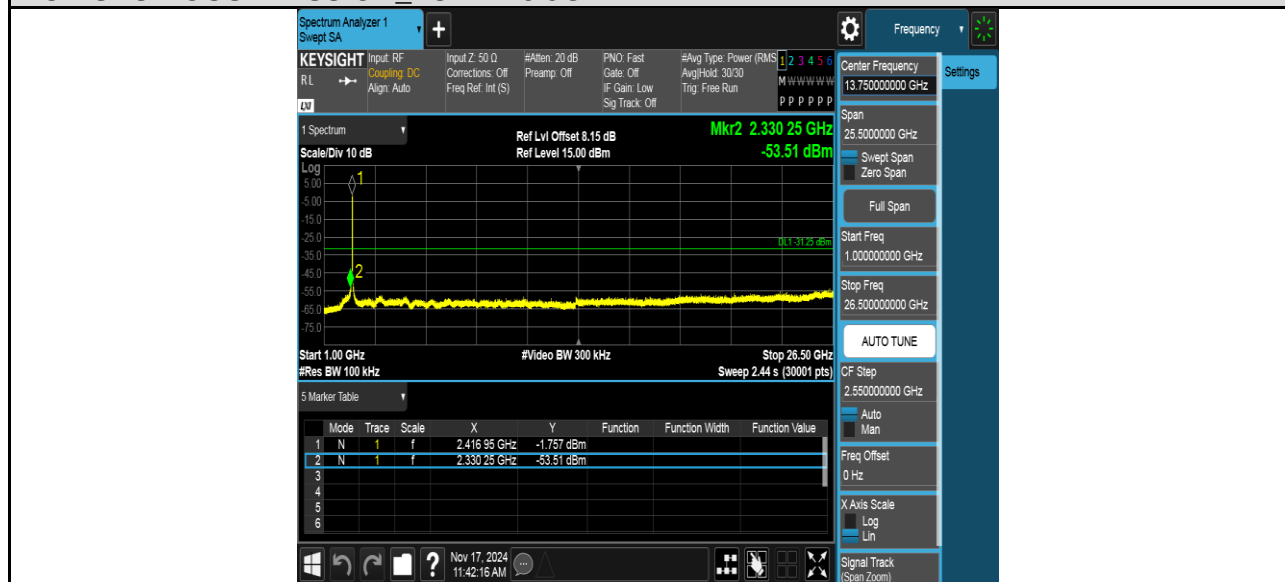 Spectrum Analyzer 1
Swept SA
+
Frequency
KEYSIGHT
RL
LXI
Input: RF
Coupling: DC
Align: Auto
Input Z: 50 Ω
Corrections: Off
Freq Ref: Int (S)
#Atten: 20 dB
Preamp: Off
PNO: Fast
Gate: Off
IF Gain: Low
Sig Track: Off
#Avg Type: Power (RMS
Avg|Hold: 30/30
Trig: Free Run
1 2 3 4 5 6
M W W W W W
P P P P P P
Center Frequency
13.750000000 GHz
Settings
1 Spectrum
Scale/Div 10 dB
Ref Lvl Offset 8.15 dB
Ref Level 15.00 dBm
Mkr2 2.330 25 GHz
-53.51 dBm
Span
25.5000000 GHz
Swept Span
Zero Span
Full Span
Start Freq
1.000000000 GHz
Stop Freq
26.500000000 GHz
AUTO TUNE
CF Step
2.550000000 GHz
Auto
Man
Freq Offset
0 Hz
X Axis Scale
Log
Lin
Signal Track
(Span Zoom)
Log
5.00
-5.00
-15.0
-25.0
-35.0
-45.0
-55.0
-65.0
-75.0
1
2
DL1 -31.25 dBm
Start 1.00 GHz
#Video BW 300 kHz
Stop 26.50 GHz
#Res BW 100 kHz
Sweep 2.44 s (30001 pts)
5 Marker Table
Mode Trace Scale X Y Function Function Width Function Value
1 N 1 f 2.416 95 GHz -1.757 dBm
2 N 1 f 2.330 25 GHz -53.51 dBm
3
4
5
6
?
Nov 17, 2024
11:42:16 AM